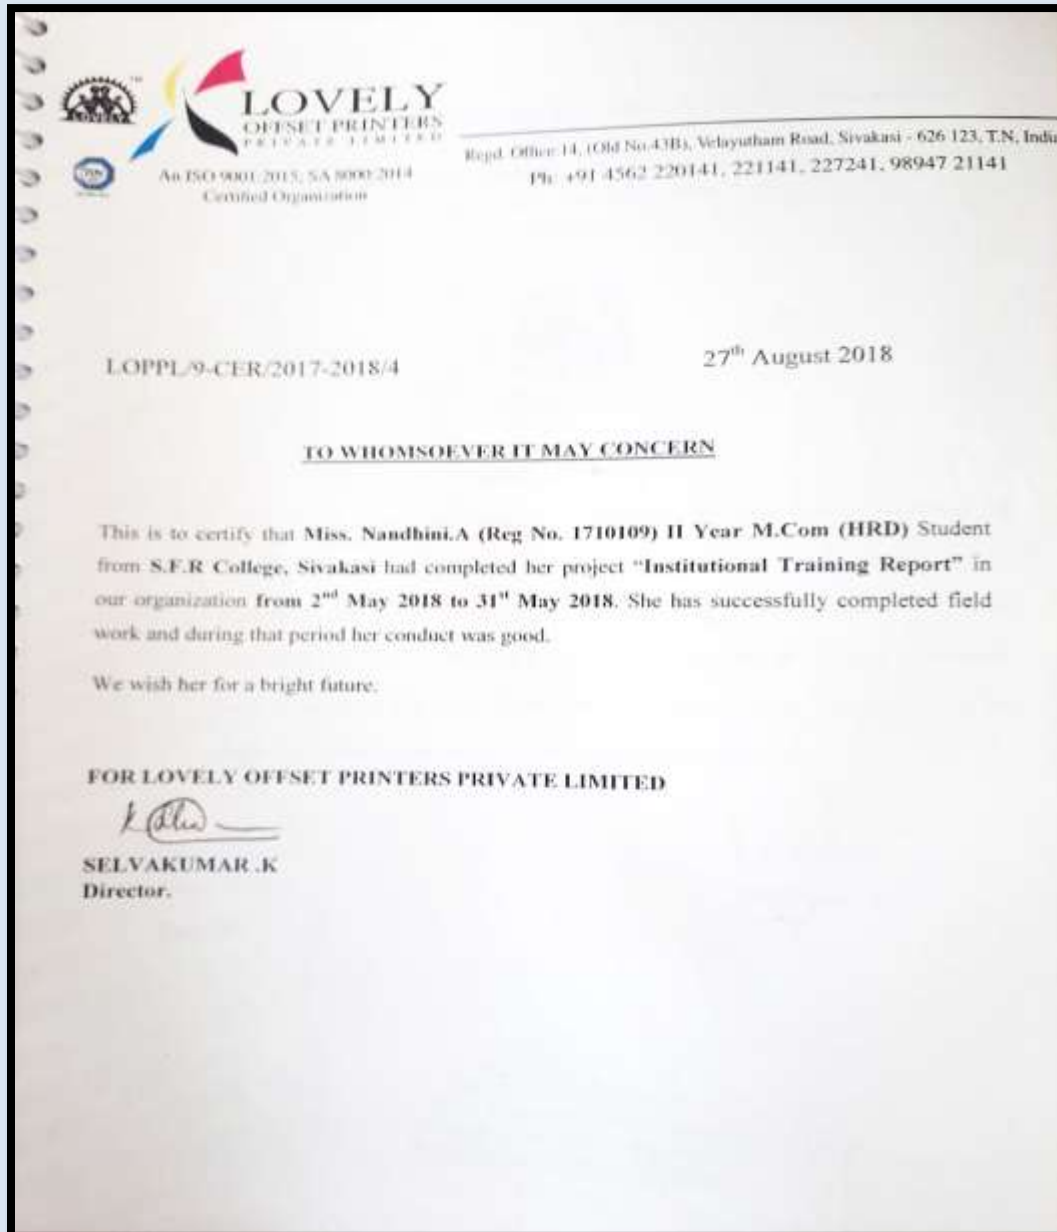 LOVELY
LOVELY
OFFSET PRINTERS
PRIVATE LIMITED
An ISO 9001:2015, SA 8000:2014
Certified Organization
Regd. Office: 14, (Old No.43B), Velayutham Road, Sivakasi - 626 123, T.N, India
Ph: +91 4562 220141, 221141, 227241, 98947 21141
LOPPL/9-CER/2017-2018/4
27th August 2018
TO WHOMSOEVER IT MAY CONCERN
This is to certify that Miss. Nandhini.A (Reg No. 1710109) II Year M.Com (HRD) Student
from S.F.R College, Sivakasi had completed her project “Institutional Training Report” in
our organization from 2nd May 2018 to 31st May 2018. She has successfully completed field
work and during that period her conduct was good.
We wish her for a bright future.
FOR LOVELY OFFSET PRINTERS PRIVATE LIMITED
SELVAKUMAR .K
Director.